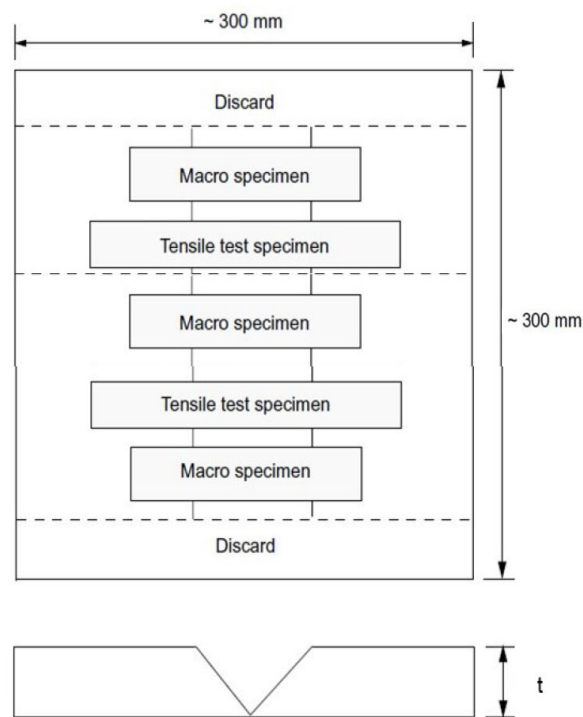 ~ 300 mm
Discard
Macro specimen
Tensile test specimen
Macro specimen
~ 300 mm
Tensile test specimen
Macro specimen
Discard
t